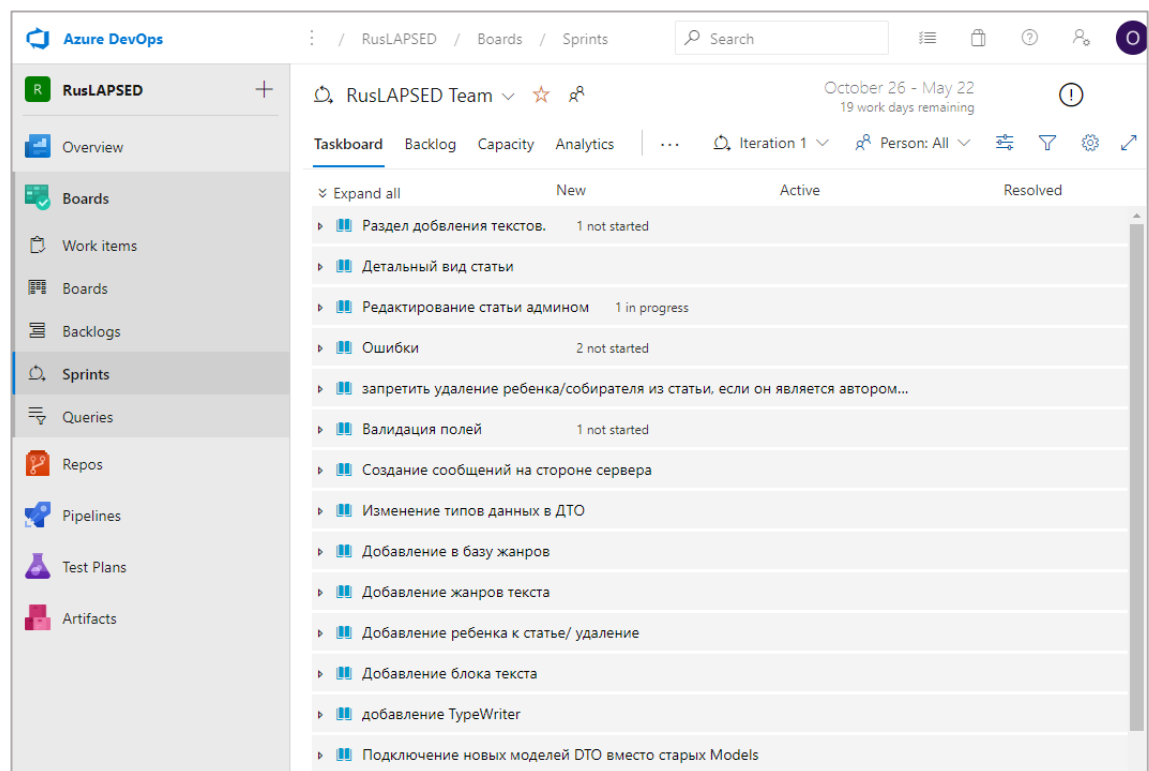 Azure DevOps
/ RusLAPSED / Boards / Sprints
Search
O
R RusLAPSED
Overview
Boards
Work items
Boards
Backlogs
Sprints
Queries
Repos
Pipelines
Test Plans
Artifacts
RusLAPSED Team
October 26 - May 22
19 work days remaining
Taskboard Backlog Capacity Analytics
Iteration 1 Person: All
Expand all New Active Resolved
Раздел добвления текстов. 1 not started
Детальный вид статьи
Редактирование статьи админом 1 in progress
Ошибки 2 not started
запретить удаление ребенка/собирателя из статьи, если он является автором...
Валидация полей 1 not started
Создание сообщений на стороне сервера
Изменение типов данных в ДТО
Добавление в базу жанров
Добавление жанров текста
Добавление ребенка к статье/ удаление
Добавление блока текста
добавление TypeWriter
Подключение новых моделей DTO вместо старых Models